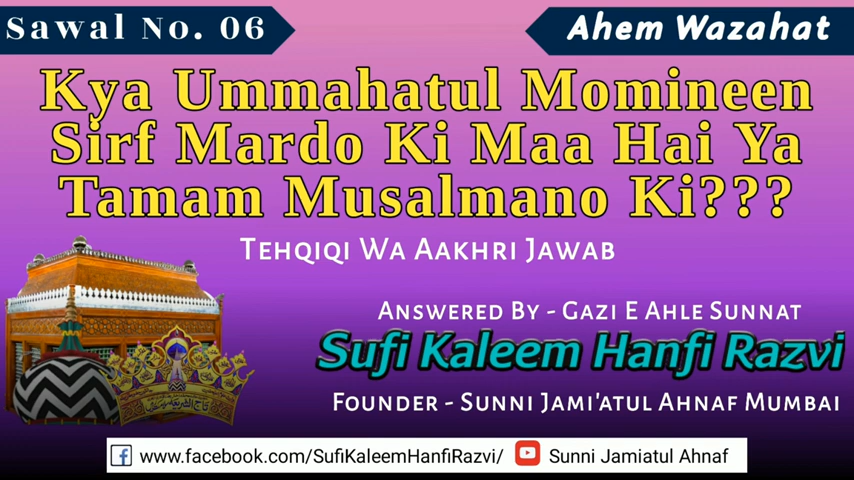 Sawal No. 06
Ahem Wazahat
Kya Ummahatul Momineen
Sirf Mardo Ki Maa Hai Ya
Tamam Musalmano Ki???
Tehqiqi Wa Aakhri Jawab
Answered By - Gazi E Ahle Sunnat
Sufi Kaleem Hanfi Razvi
Founder - Sunni Jami'atul Ahnaf Mumbai
www.facebook.com/SufiKaleemHanfiRazvi/
Sunni Jamiatul Ahnaf